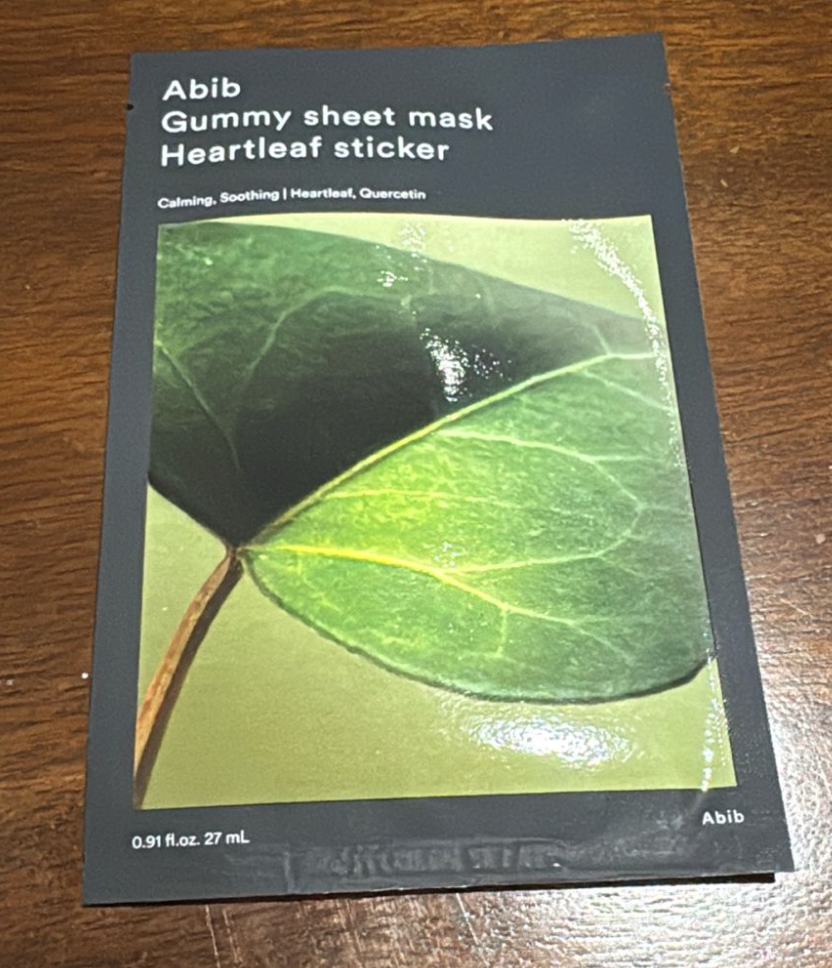 Abib
Gummy sheet mask
Heartleaf sticker
Calming, Soothing | Heartleaf, Quercetin
0.91 fl.oz. 27 mL
Abib